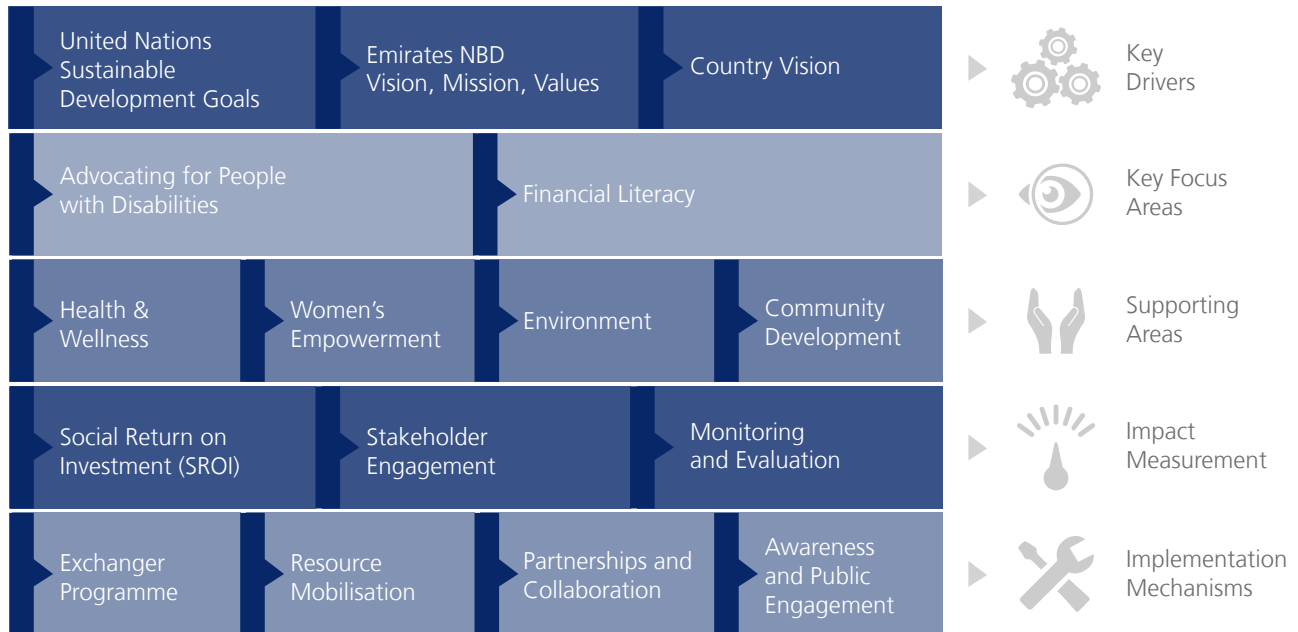 United Nations
Sustainable
Development Goals
Emirates NBD
Vision, Mission, Values
Country Vision
Key
Drivers
Advocating for People
with Disabilities
Financial Literacy
Key Focus
Areas
Health &
Wellness
Women’s
Empowerment
Environment
Community
Development
Supporting
Areas
Social Return on
Investment (SROI)
Stakeholder
Engagement
Monitoring
and Evaluation
Impact
Measurement
Exchanger
Programme
Resource
Mobilisation
Partnerships and
Collaboration
Awareness
and Public
Engagement
Implementation
Mechanisms